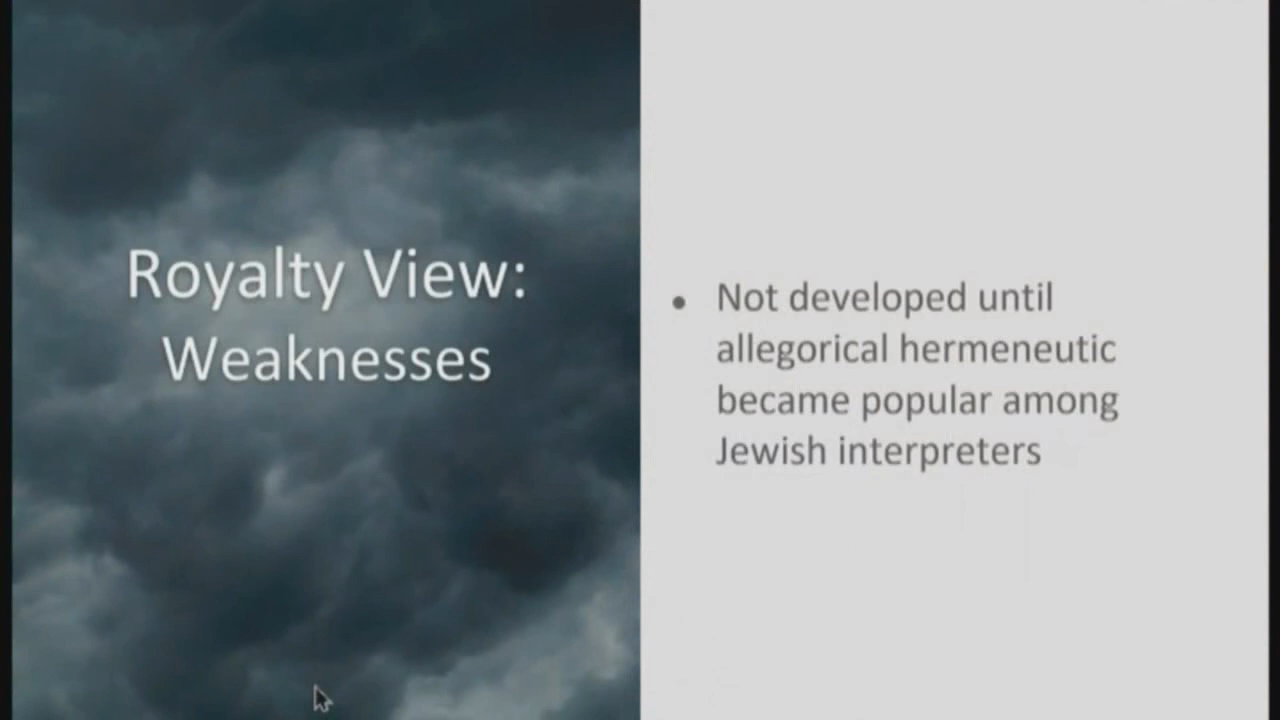 Royalty View:
Weaknesses
• Not developed until
allegorical hermeneutic
became popular among
Jewish interpreters